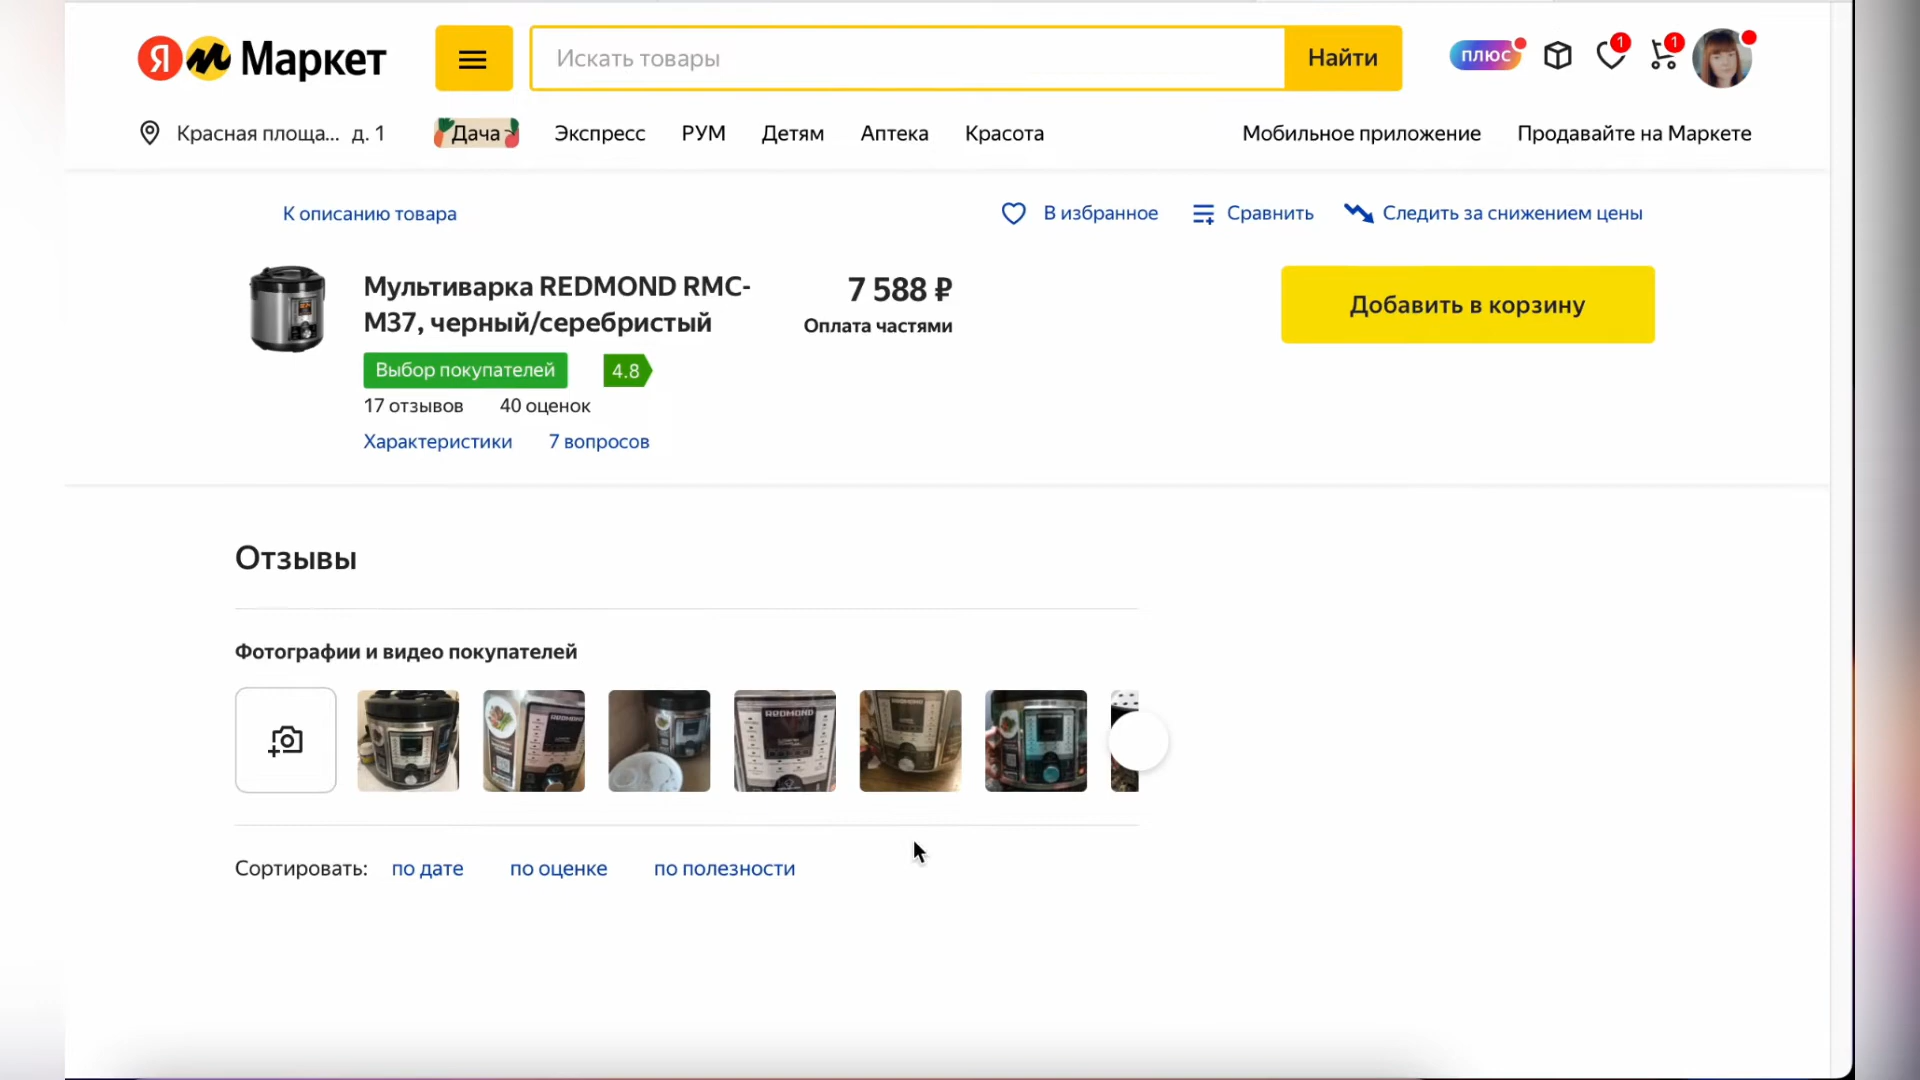 Я м Маркет
Искать товары
Найти
плюс
1
1
Красная площа... д. 1
Дача
Экспресс
РУМ
Детям
Аптека
Красота
Мобильное приложение
Продавайте на Маркете
К описанию товара
В избранное
Сравнить
Следить за снижением цены
Мультиварка REDMOND RMC-
M37, черный/серебристый
7 588 ₽
Оплата частями
Добавить в корзину
Выбор покупателей
4.8
17 отзывов
40 оценок
Характеристики
7 вопросов
Отзывы
Фотографии и видео покупателей
REDMOND
REDMOND
Сортировать:
по дате
по оценке
по полезности